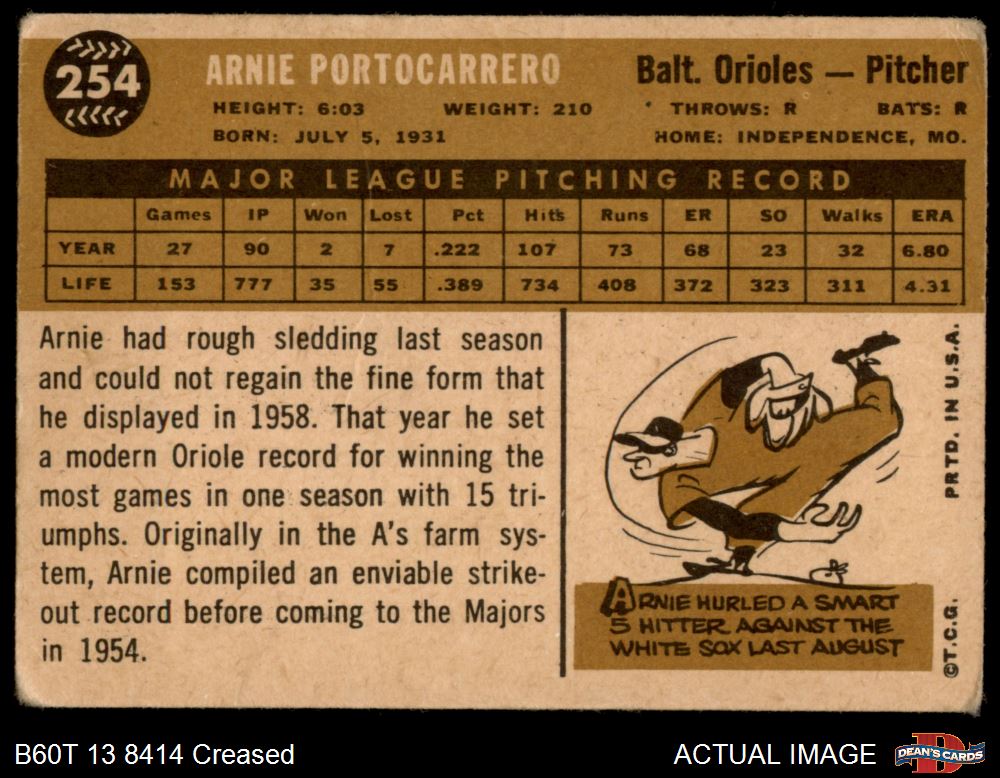 254
ARNIE PORTOCARRERO
Balt. Orioles — Pitcher
HEIGHT: 6:03 WEIGHT: 210 THROWS: R BATS: R
BORN: JULY 5, 1931 HOME: INDEPENDENCE, MO.
MAJOR LEAGUE PITCHING RECORD
Games IP Won Lost Pct Hits Runs ER SO Walks ERA
YEAR 27 90 2 7 .222 107 73 68 23 32 6.80
LIFE 153 777 35 55 .389 734 408 372 323 311 4.31
Arnie had rough sledding last season
and could not regain the fine form that
he displayed in 1958. That year he set
a modern Oriole record for winning the
most games in one season with 15 tri-
umphs. Originally in the A's farm sys-
tem, Arnie compiled an enviable strike-
out record before coming to the Majors
in 1954.
ARNIE HURLED A SMART
5 HITTER AGAINST THE
WHITE SOX LAST AUGUST
©T.C.G. PRTD. IN U.S.A.
B60T 13 8414 Creased
ACTUAL IMAGE
DEAN'S CARDS